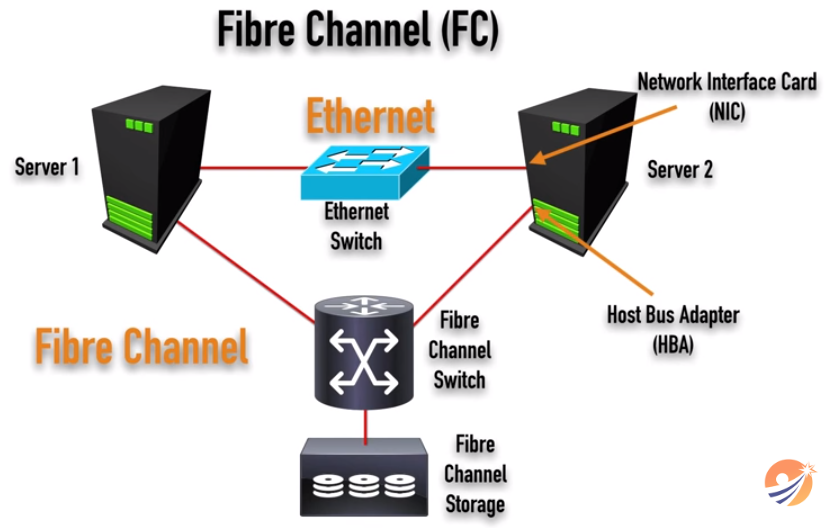 Fibre Channel (FC)
Network Interface Card
(NIC)
Ethernet
Server 1
Server 2
Ethernet
Switch
Host Bus Adapter
(HBA)
Fibre
Channel
Switch
Fibre Channel
Fibre
Channel
Storage